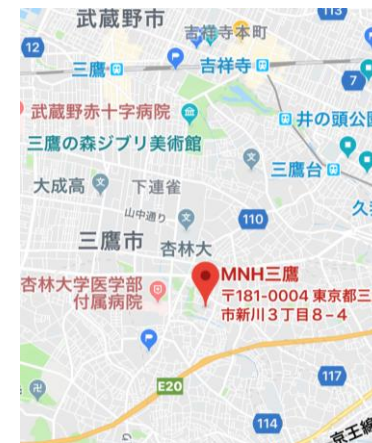 武蔵野市
吉祥寺本町
113
12
三鷹
吉祥寺
7
武蔵野赤十字病院
井の頭公
三鷹の森ジブリ美術館
三鷹台
大成高
下連雀
久
山中通り
110
三鷹市
杏林大
MNH三鷹
杏林大学医学部
付属病院
〒181-0004 東京都三
市新川3丁目8−4
117
E20
114
京王線